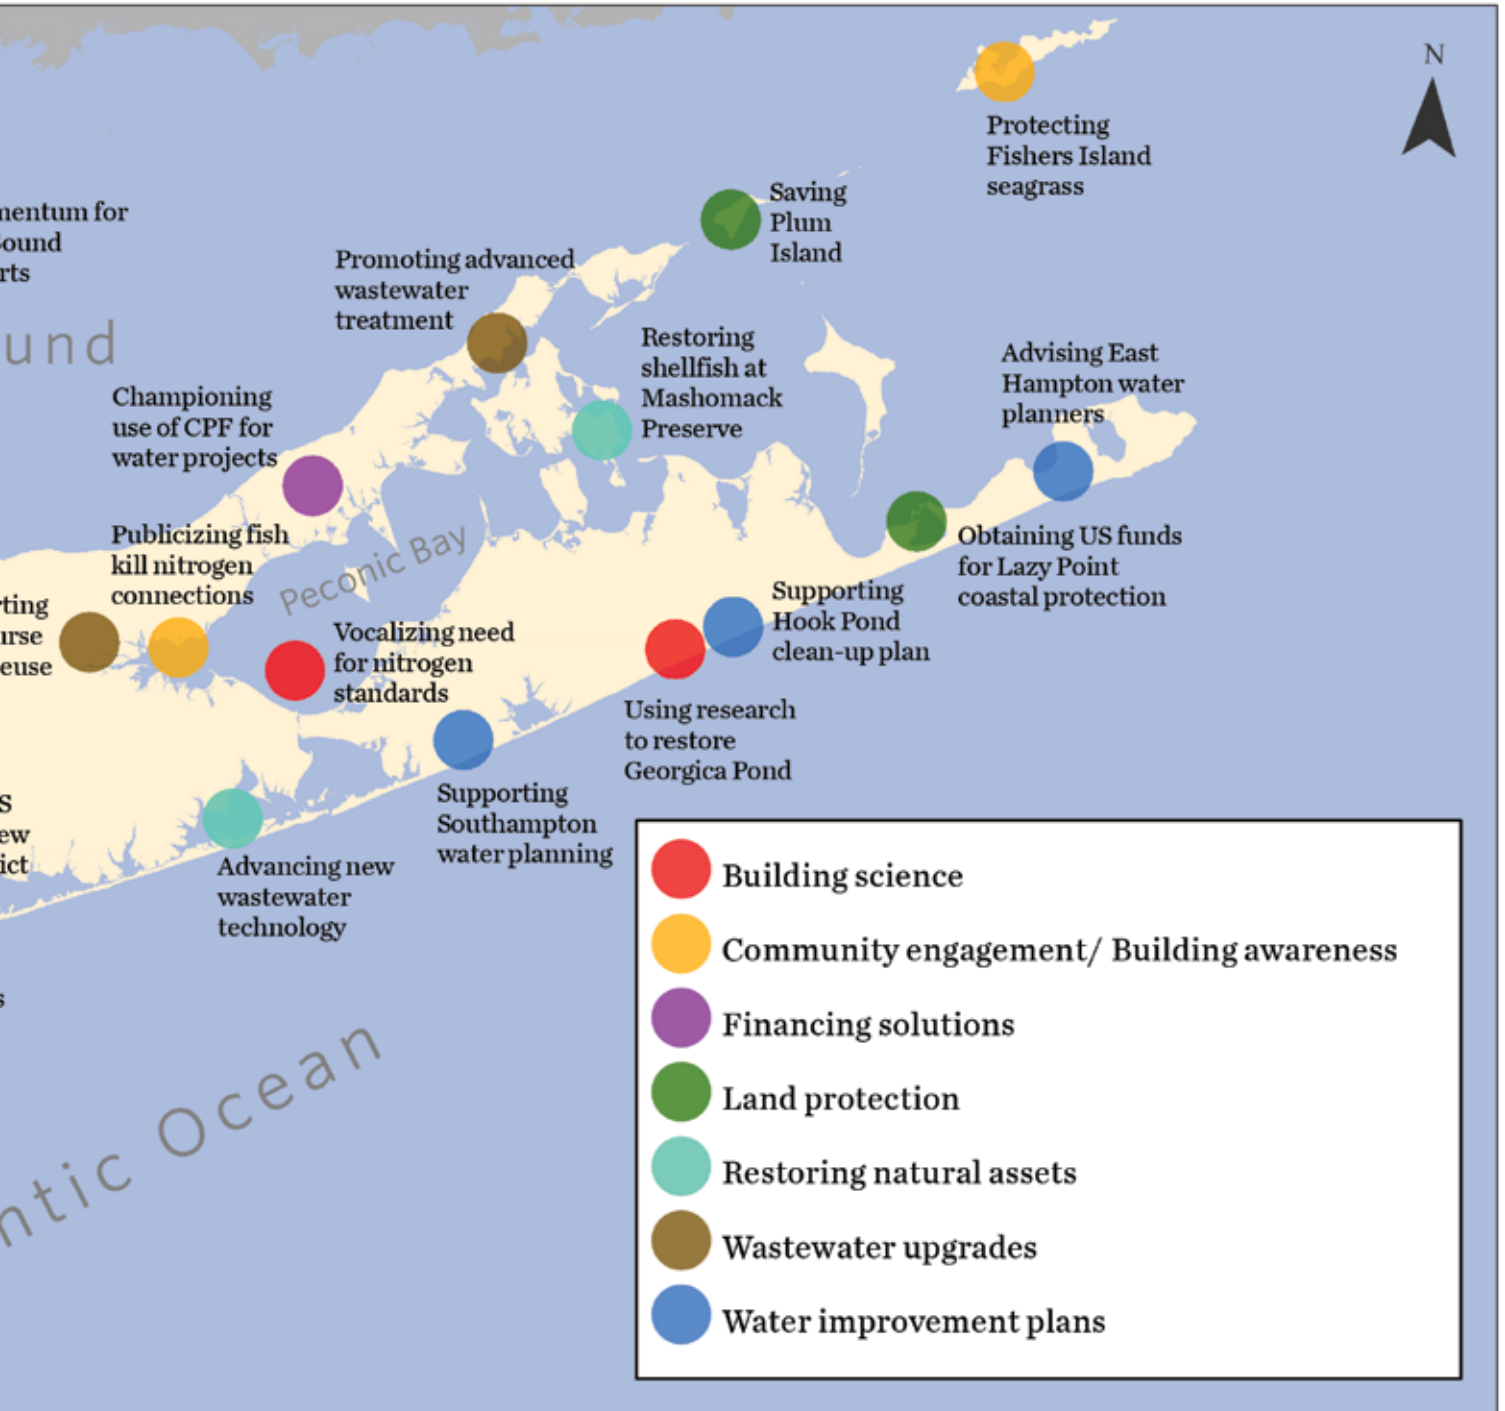 N
Protecting
Fishers Island
seagrass
Saving
Plum
Island
for
Promoting advanced
wastewater
treatment
Restoring
shellfish at
Mashomack
Preserve
Advising East
Hampton water
planners
Championing
use of CPF for
water projects
Publicizing fish
kill nitrogen
connections
Peconic Bay
Obtaining US funds
for Lazy Point
coastal protection
Supporting
Hook Pond
clean-up plan
Vocalizing need
for nitrogen
standards
Using research
to restore
Georgica Pond
Supporting
Southampton
water planning
Advancing new
wastewater
technology
Ocean
Building science
Community engagement/ Building awareness
Financing solutions
Land protection
Restoring natural assets
Wastewater upgrades
Water improvement plans